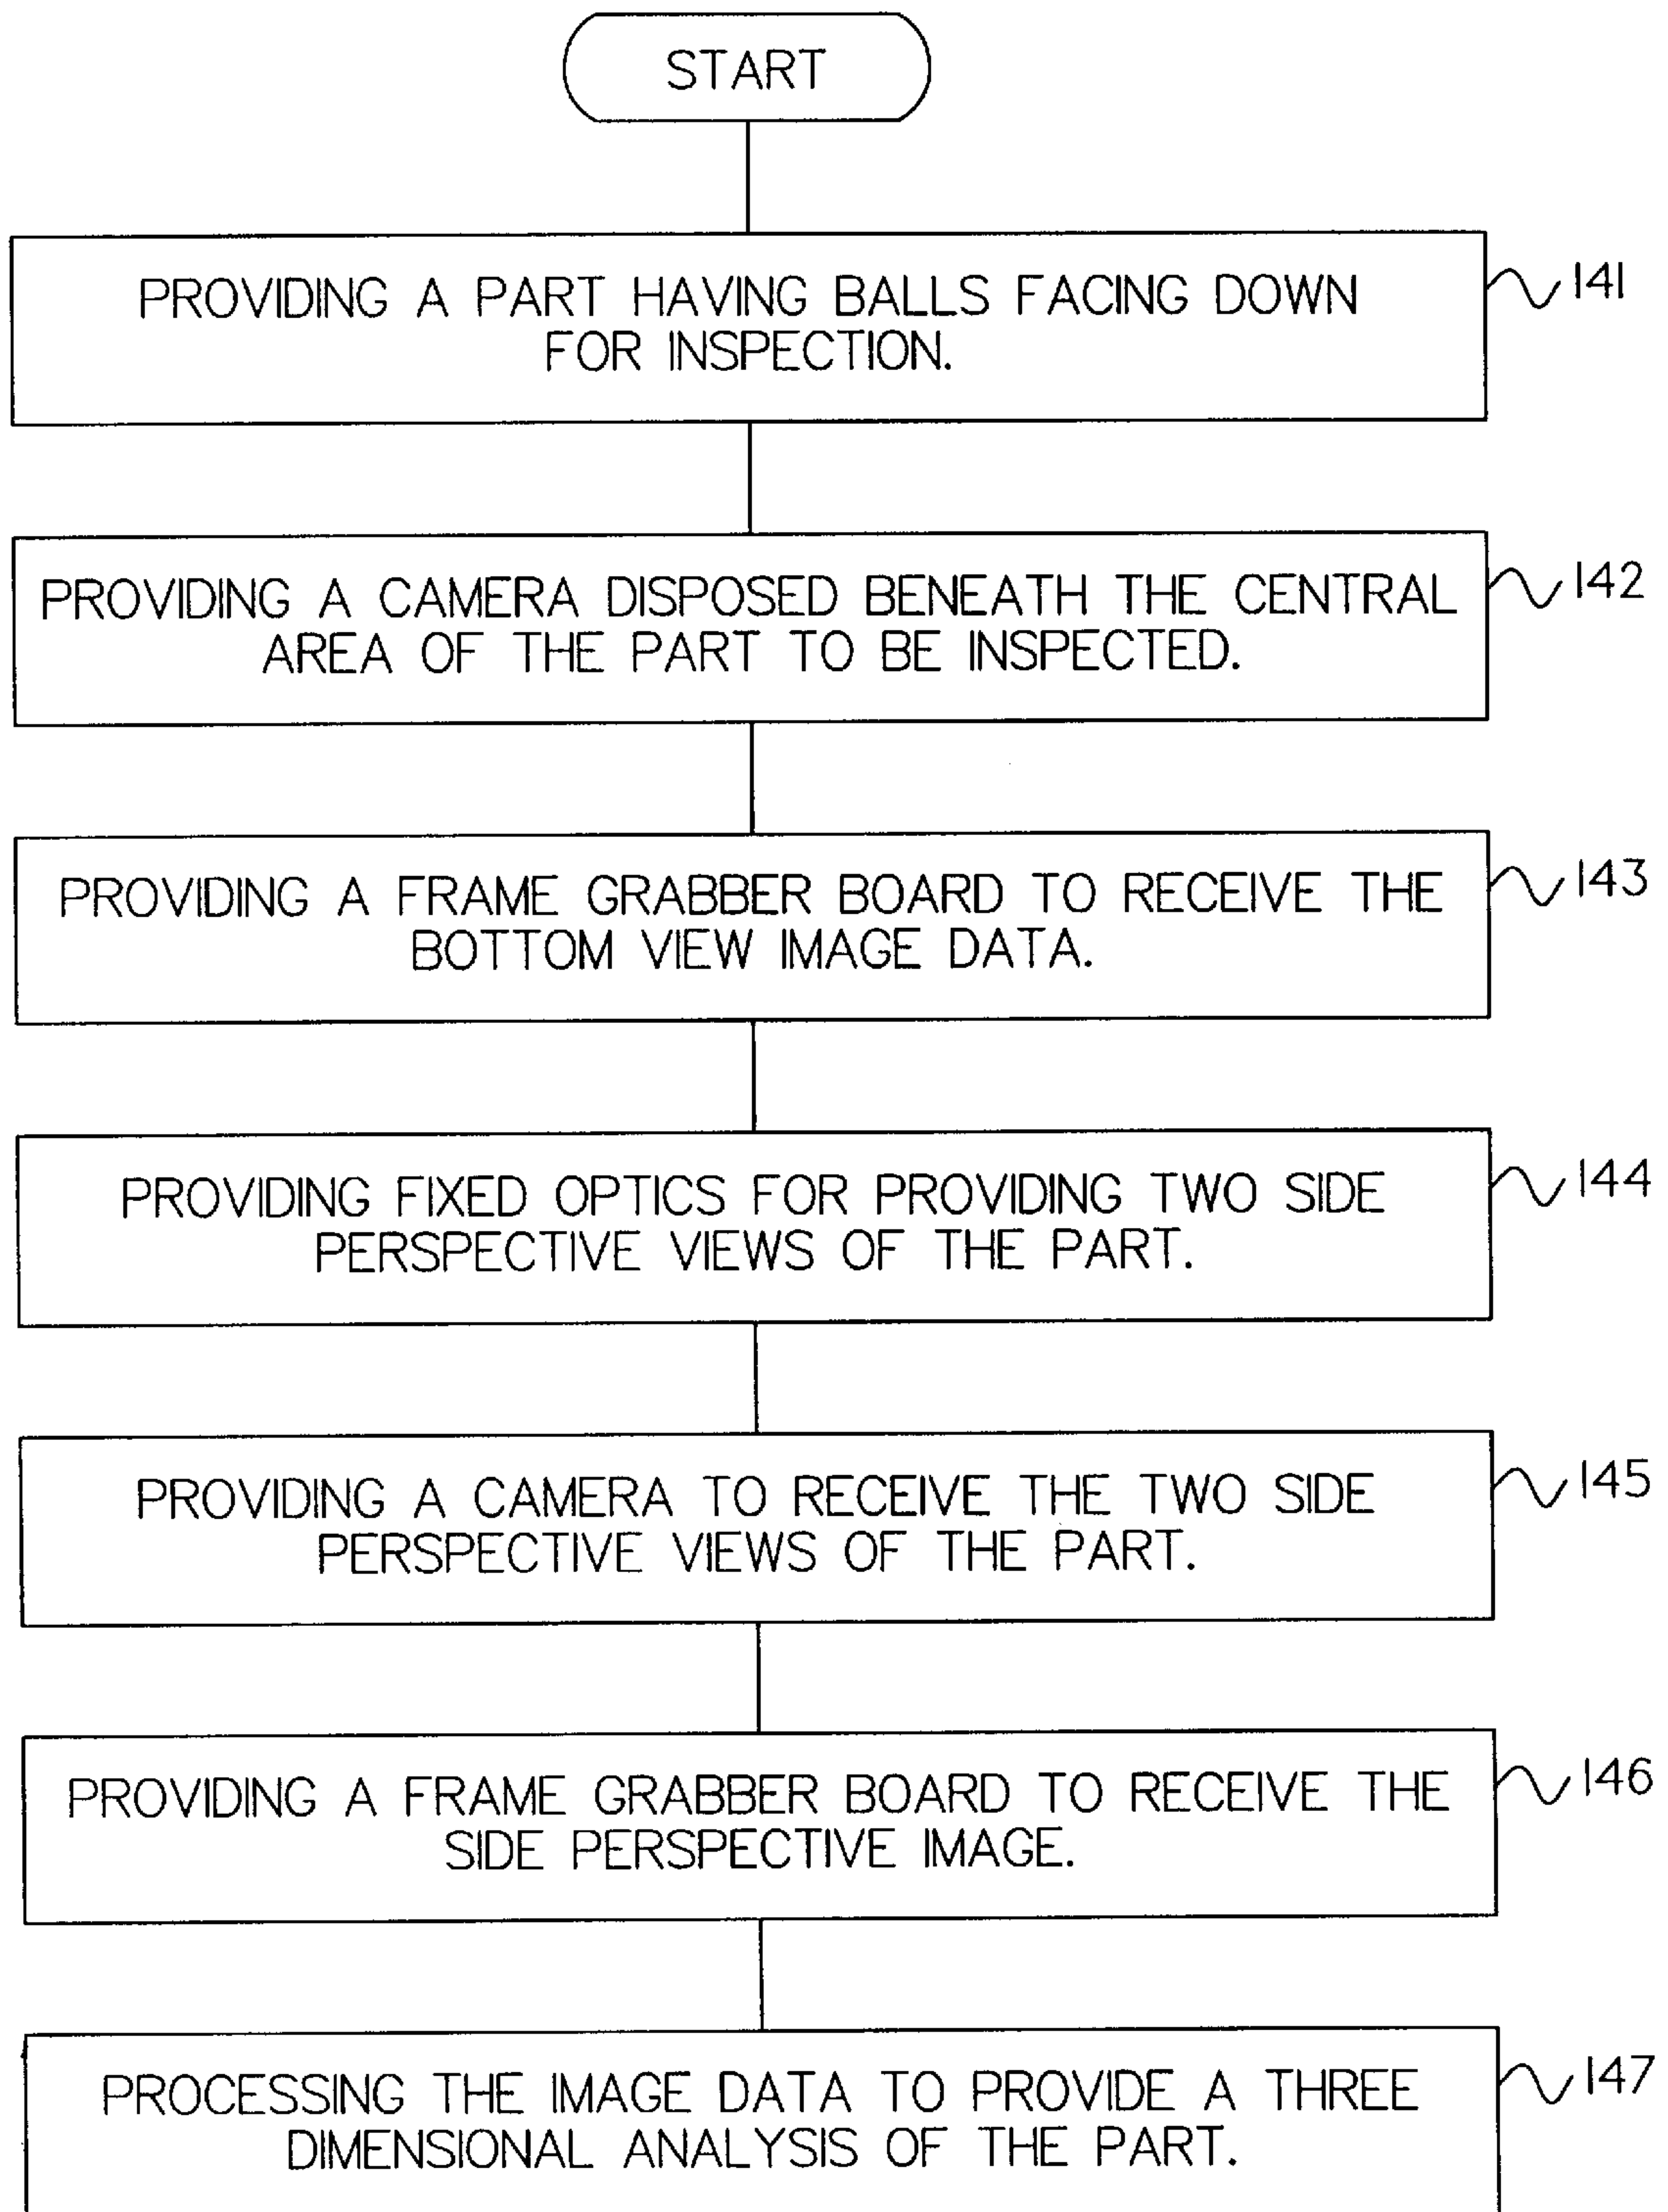 START
PROVIDING A PART HAVING BALLS FACING DOWN
FOR INSPECTION.
141
PROVIDING A CAMERA DISPOSED BENEATH THE CENTRAL
AREA OF THE PART TO BE INSPECTED.
142
PROVIDING A FRAME GRABBER BOARD TO RECEIVE THE
BOTTOM VIEW IMAGE DATA.
143
PROVIDING FIXED OPTICS FOR PROVIDING TWO SIDE
PERSPECTIVE VIEWS OF THE PART.
144
PROVIDING A CAMERA TO RECEIVE THE TWO SIDE
PERSPECTIVE VIEWS OF THE PART.
145
PROVIDING A FRAME GRABBER BOARD TO RECEIVE THE
SIDE PERSPECTIVE IMAGE.
146
PROCESSING THE IMAGE DATA TO PROVIDE A THREE
DIMENSIONAL ANALYSIS OF THE PART.
147